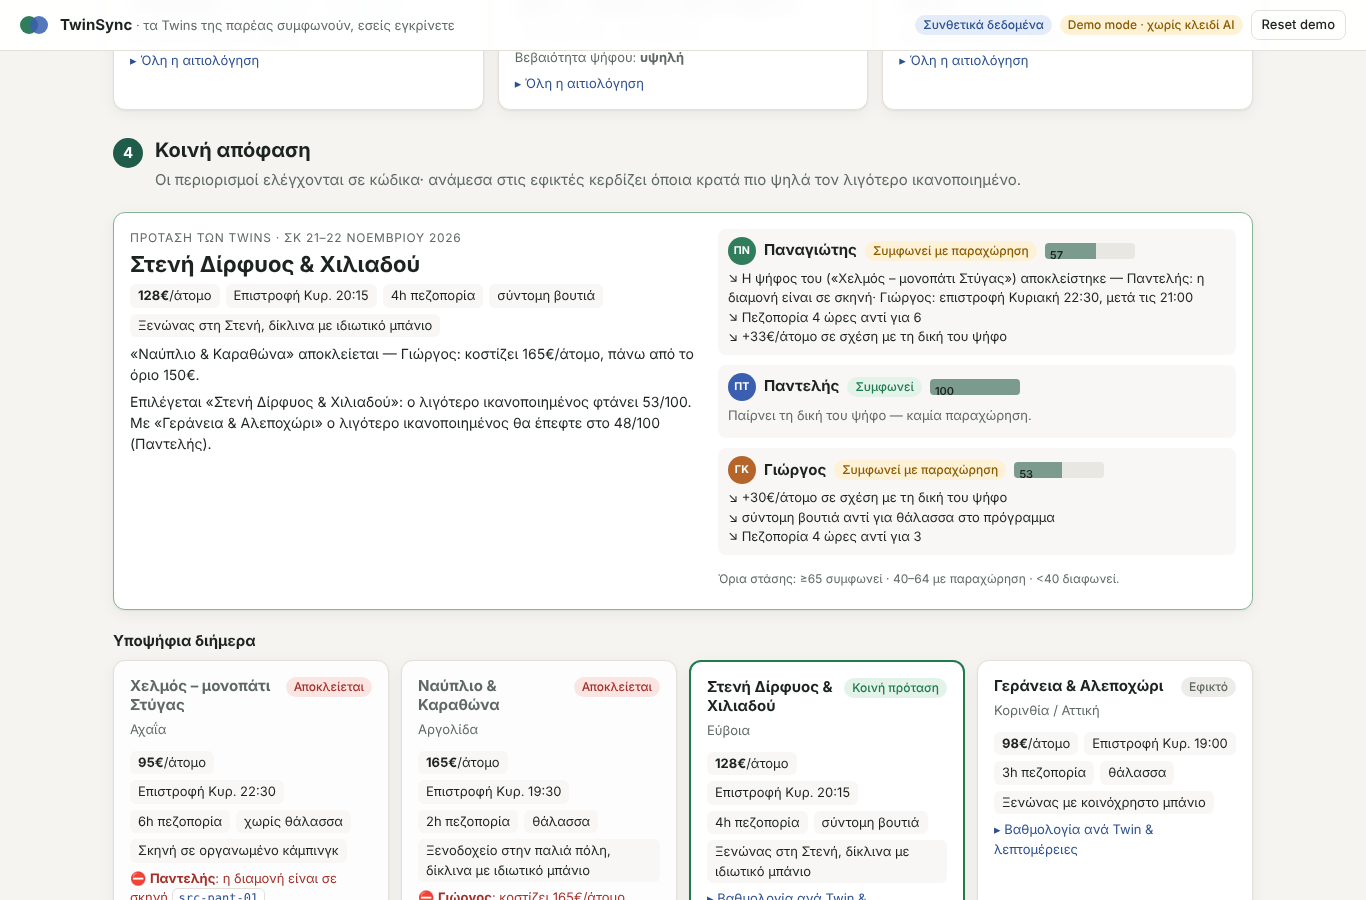 TwinSync · τα Twins της παρέας συμφωνούν, εσείς εγκρίνετε
Συνθετικά δεδομένα
Demo mode · χωρίς κλειδί AI
Reset demo
▸ Όλη η αιτιολόγηση
Βεβαιότητα ψήφου: υψηλή
▸ Όλη η αιτιολόγηση
▸ Όλη η αιτιολόγηση
4 Κοινή απόφαση
Οι περιορισμοί ελέγχονται σε κώδικα· ανάμεσα στις εφικτές κερδίζει όποια κρατά πιο ψηλά τον λιγότερο ικανοποιημένο.
ΠΡΟΤΑΣΗ ΤΩΝ TWINS · ΣΚ 21–22 ΝΟΕΜΒΡΙΟΥ 2026
Στενή Δίρφυος & Χιλιαδού
128€/άτομο
Επιστροφή Κυρ. 20:15
4h πεζοπορία
σύντομη βουτιά
Ξενώνας στη Στενή, δίκλινα με ιδιωτικό μπάνιο
«Ναύπλιο & Καραθώνα» αποκλείεται — Γιώργος: κοστίζει 165€/άτομο, πάνω από το
όριο 150€.
Επιλέγεται «Στενή Δίρφυος & Χιλιαδού»: ο λιγότερο ικανοποιημένος φτάνει 53/100.
Με «Γεράνεια & Αλεποχώρι» ο λιγότερο ικανοποιημένος θα έπεφτε στο 48/100
(Παντελής).
ΠΝ Παναγιώτης Συμφωνεί με παραχώρηση 57
↘ Η ψήφος του («Χελμός – μονοπάτι Στύγας») αποκλείστηκε — Παντελής: η
διαμονή είναι σε σκηνή· Γιώργος: επιστροφή Κυριακή 22:30, μετά τις 21:00
↘ Πεζοπορία 4 ώρες αντί για 6
↘ +33€/άτομο σε σχέση με τη δική του ψήφο
ΠΤ Παντελής Συμφωνεί 100
Παίρνει τη δική του ψήφο — καμία παραχώρηση.
ΓΚ Γιώργος Συμφωνεί με παραχώρηση 53
↘ +30€/άτομο σε σχέση με τη δική του ψήφο
↘ σύντομη βουτιά αντί για θάλασσα στο πρόγραμμα
↘ Πεζοπορία 4 ώρες αντί για 3
Όρια στάσης: ≥65 συμφωνεί · 40–64 με παραχώρηση · <40 διαφωνεί.
Υποψήφια διήμερα
Χελμός – μονοπάτι
Στύγας
Αποκλείεται
Αχαΐα
95€/άτομο
Επιστροφή Κυρ. 22:30
6h πεζοπορία
χωρίς θάλασσα
Σκηνή σε οργανωμένο κάμπινγκ
⛔ Παντελής: η διαμονή είναι σε
σκηνή src-pant-01
Ναύπλιο &
Καραθώνα
Αποκλείεται
Αργολίδα
165€/άτομο
Επιστροφή Κυρ. 19:30
2h πεζοπορία
θάλασσα
Ξενοδοχείο στην παλιά πόλη,
δίκλινα με ιδιωτικό μπάνιο
⛔ Γιώργος: κοστίζει 165€/άτομο,
Στενή Δίρφυος &
Χιλιαδού
Κοινή πρόταση
Εύβοια
128€/άτομο
Επιστροφή Κυρ. 20:15
4h πεζοπορία
σύντομη βουτιά
Ξενώνας στη Στενή, δίκλινα με
ιδιωτικό μπάνιο
▸ Βαθμολογία ανά Twin &
Γεράνεια & Αλεποχώρι
Εφικτό
Κορινθία / Αττική
98€/άτομο
Επιστροφή Κυρ. 19:00
3h πεζοπορία
θάλασσα
Ξενώνας με κοινόχρηστο μπάνιο
▸ Βαθμολογία ανά Twin &
λεπτομέρειες